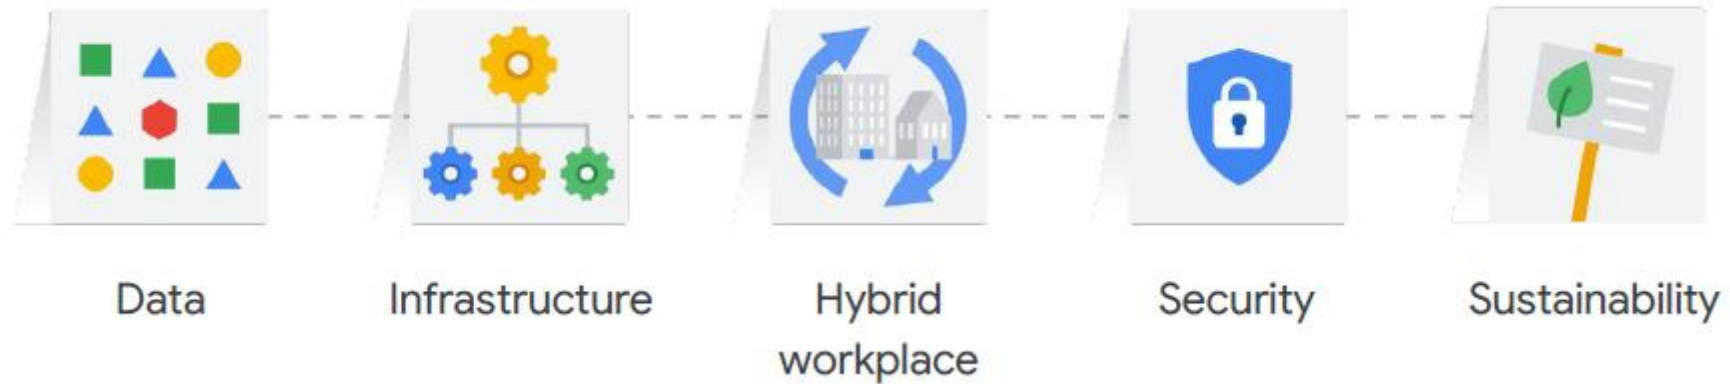 Data
Infrastructure
Hybrid
workplace
Security
Sustainability